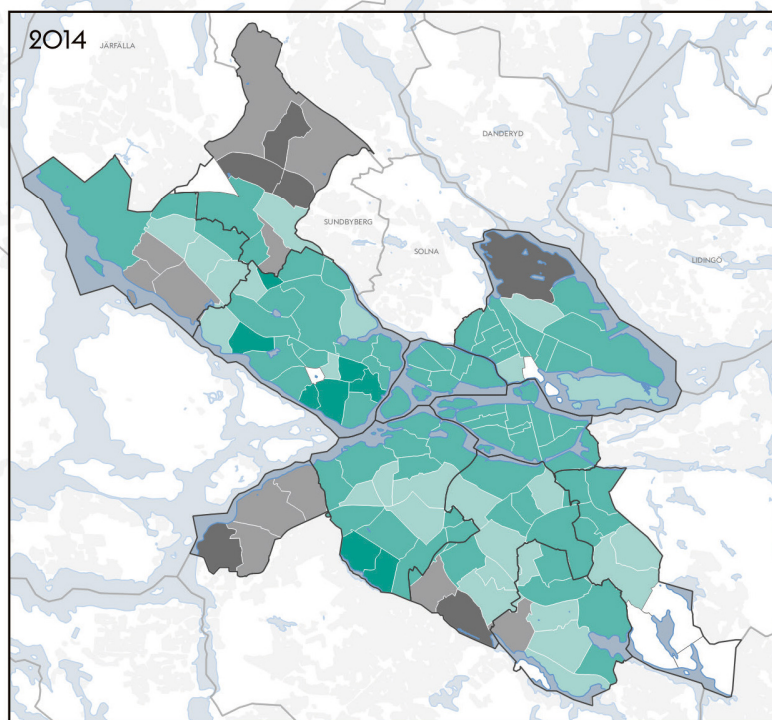 2014
JÄRFÄLLA
DANDERYD
SUNDBYBERG
SOLNA
LIDINGÖ